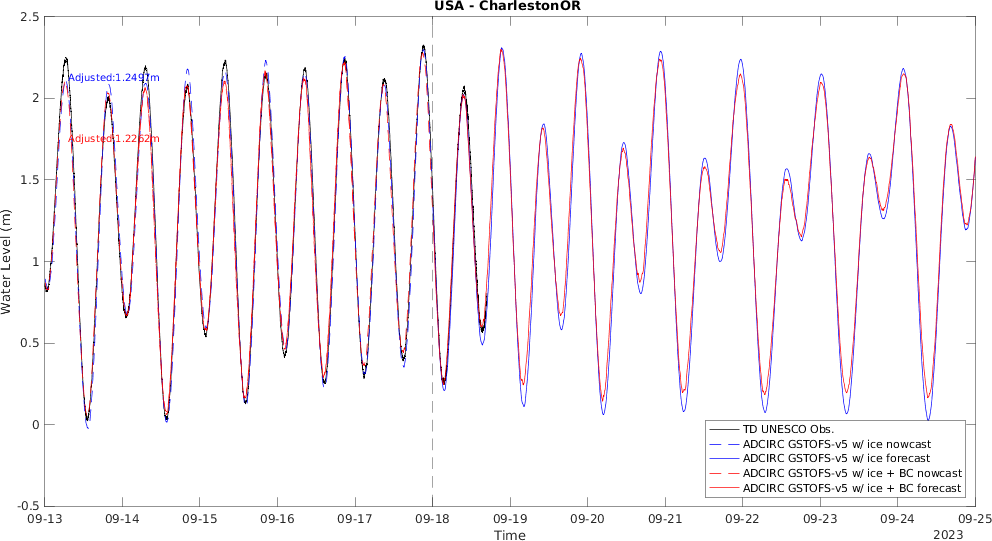 USA - CharlestonOR
2.5
2
1.5
1
0.5
0
-0.5
Water Level (m)
Adjusted:1.2497m
Adjusted:1.2262m
TD UNESCO Obs.
ADCIRC GSTOFS-v5 w/ ice nowcast
ADCIRC GSTOFS-v5 w/ ice forecast
ADCIRC GSTOFS-v5 w/ ice + BC nowcast
ADCIRC GSTOFS-v5 w/ ice + BC forecast
09-13 09-14 09-15 09-16 09-17 09-18 09-19 09-20 09-21 09-22 09-23 09-24 09-25
Time
2023